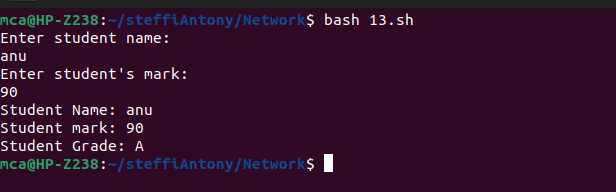 mca@HP-Z238:~/steffiAntony/Network$ bash 13.sh
Enter student name:
anu
Enter student's mark:
90
Student Name: anu
Student mark: 90
Student Grade: A
mca@HP-Z238:~/steffiAntony/Network$